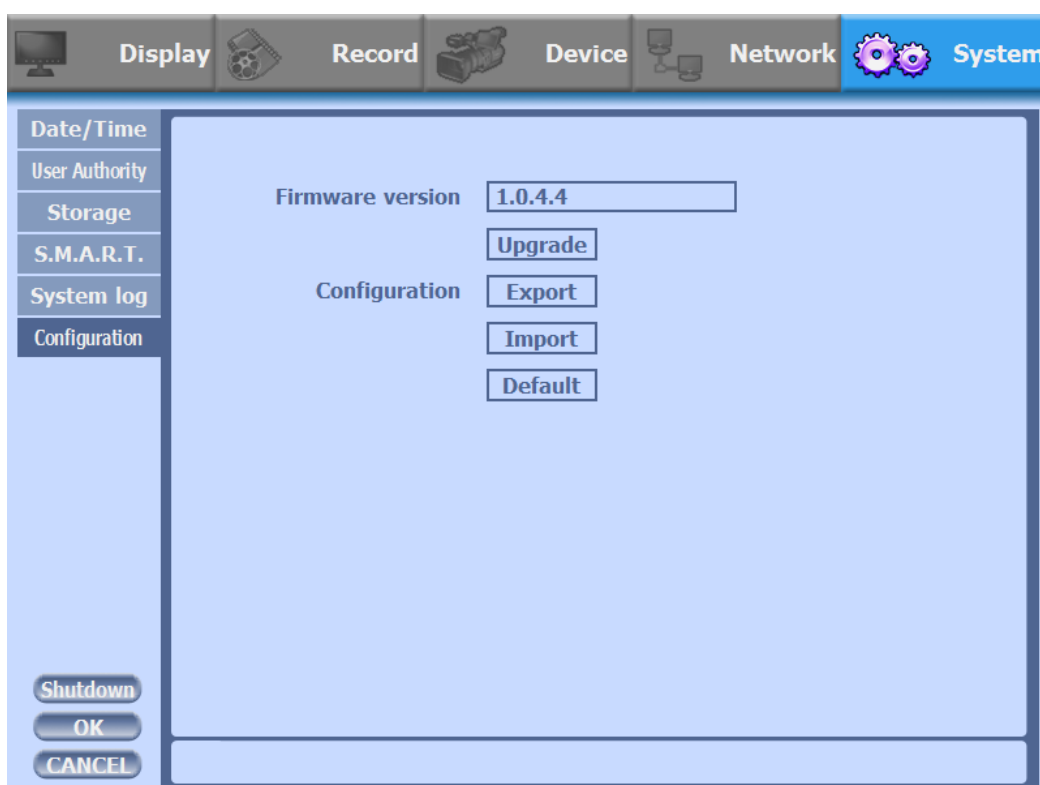 Display Record Device Network System
Date/Time
User Authority
Storage
S.M.A.R.T.
System log
Configuration
Firmware version 1.0.4.4
Upgrade
Configuration Export
Import
Default
Shutdown
OK
CANCEL